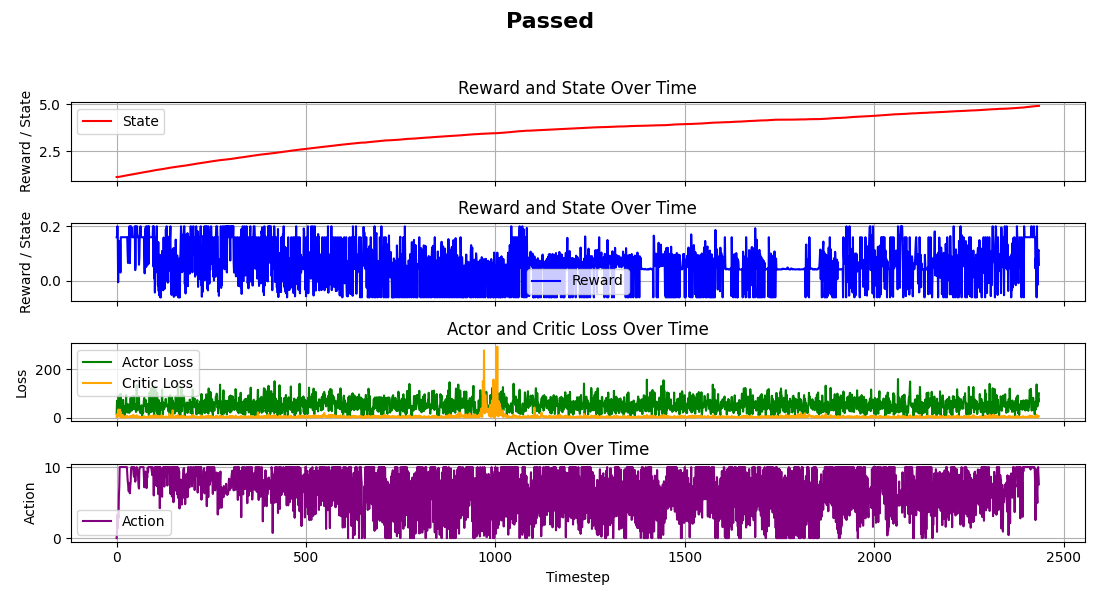 Passed
Reward and State Over Time
Reward / State
5.0
2.5
State
Reward and State Over Time
Reward / State
0.2
0.0
Reward
Actor and Critic Loss Over Time
Loss
200
0
Actor Loss
Critic Loss
Action Over Time
Action
10
0
Action
0 500 1000 1500 2000 2500
Timestep